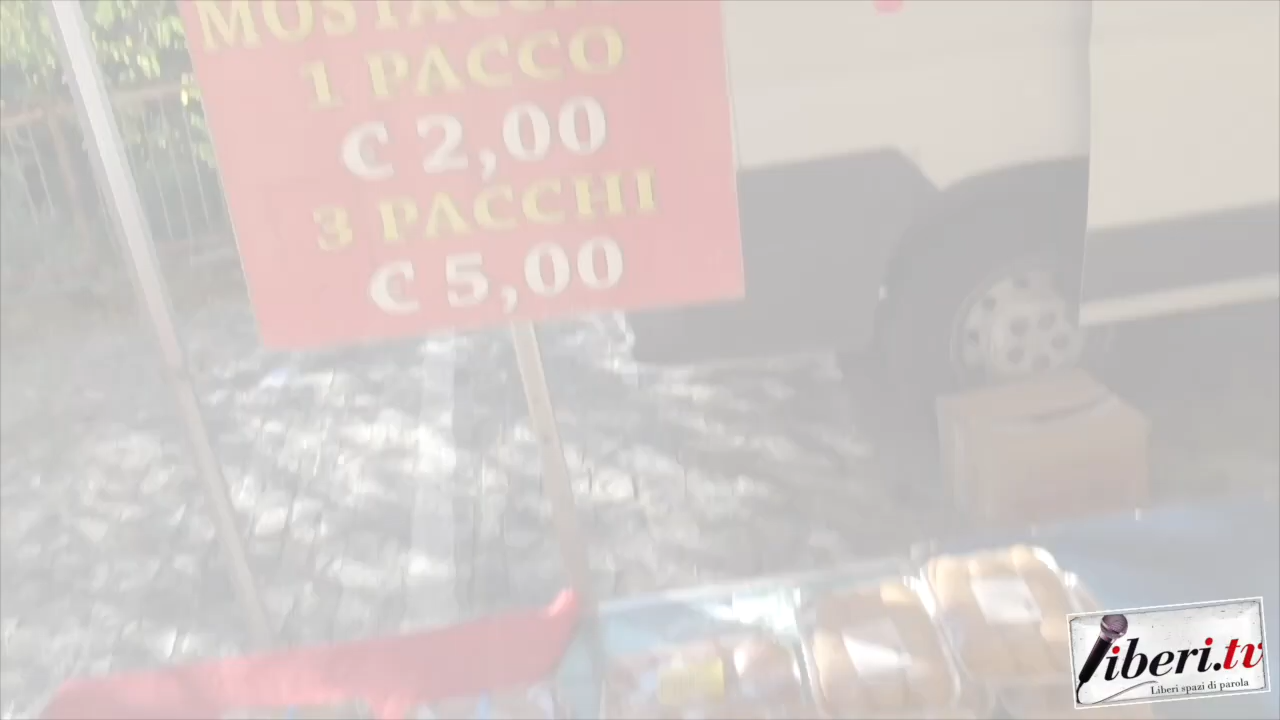 1 PACCO
€ 2,00
3 PACCHI
€ 5,00
liberi.tv
Liberi spazi di parola